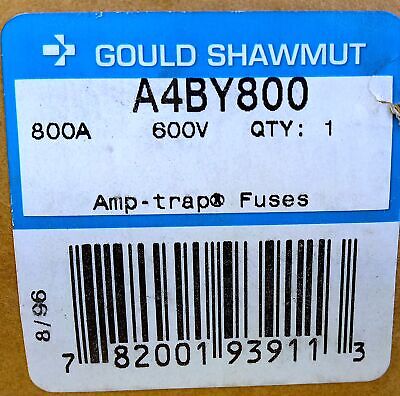 GOULD SHAWMUT
A4BY800
800A 600V QTY: 1
Amp-trap® Fuses
8/96
7 82001 93911 3